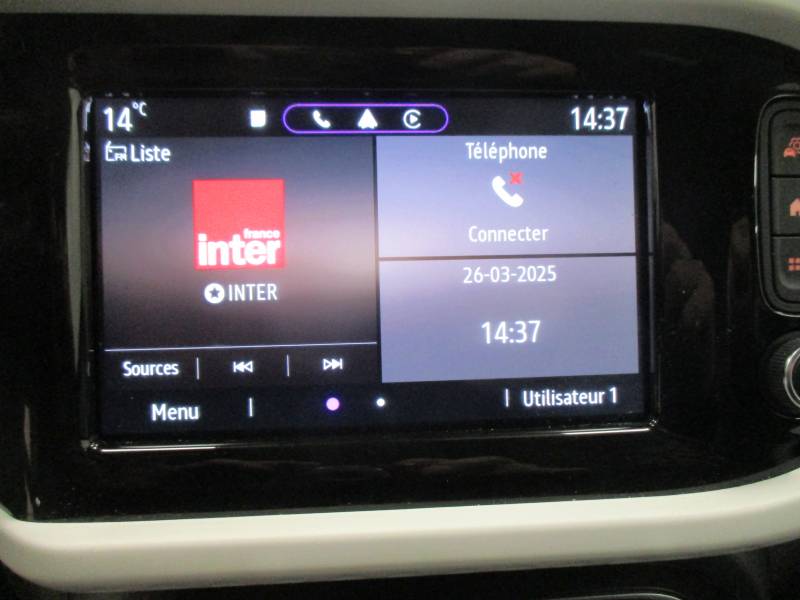 14°C
14:37
Liste
france
inter
INTER
Sources
Téléphone
Connecter
26-03-2025
14:37
Menu
Utilisateur 1